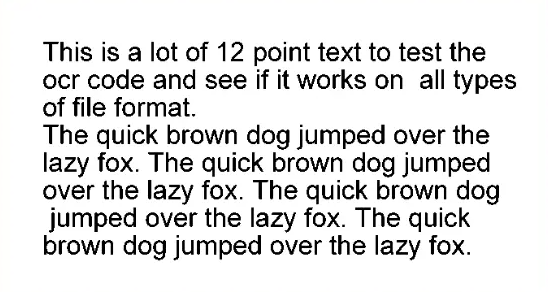 This is a lot of 12 point text to test the
ocr code and see if it works on  all types
of file format.
The quick brown dog jumped over the
lazy fox. The quick brown dog jumped
over the lazy fox. The quick brown dog
jumped over the lazy fox. The quick
brown dog jumped over the lazy fox.